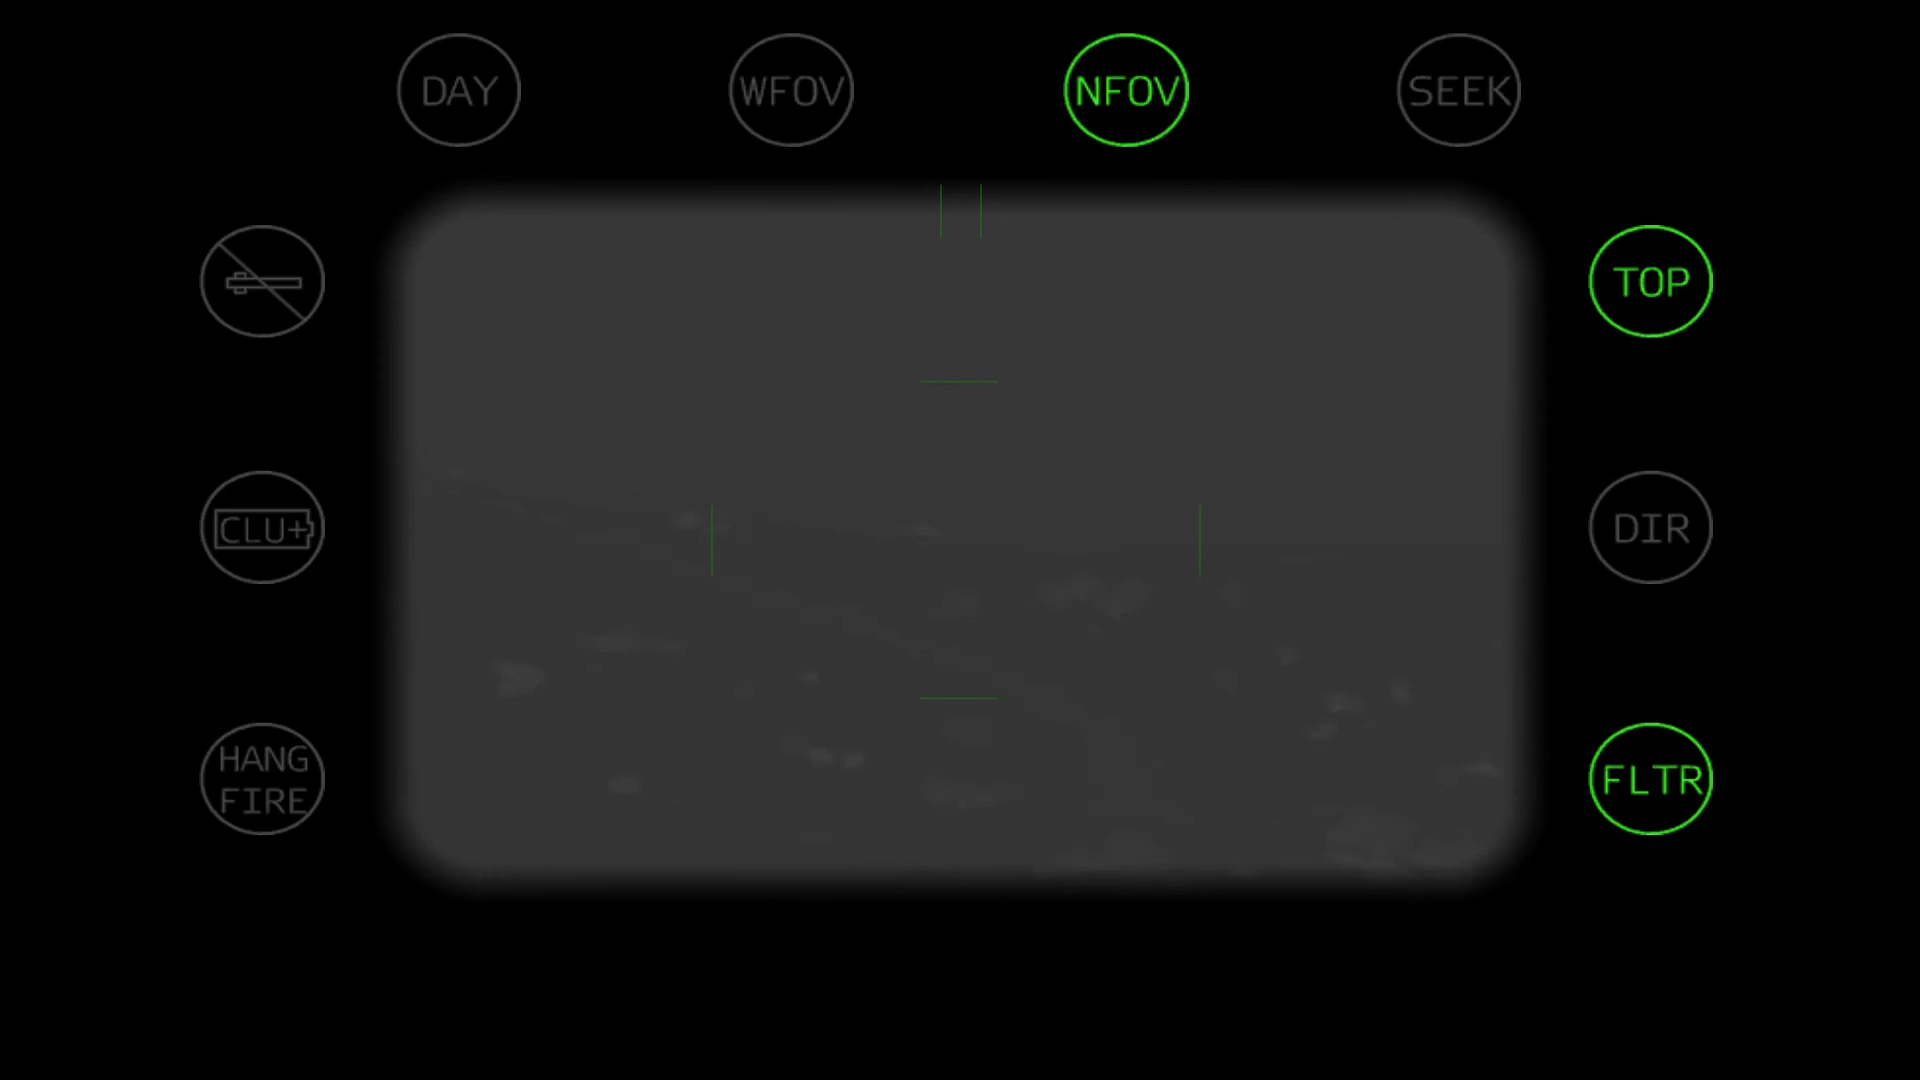 DAY
WFOV
NFOV
SEEK
TOP
CLU+
DIR
HANG
FIRE
FLTR